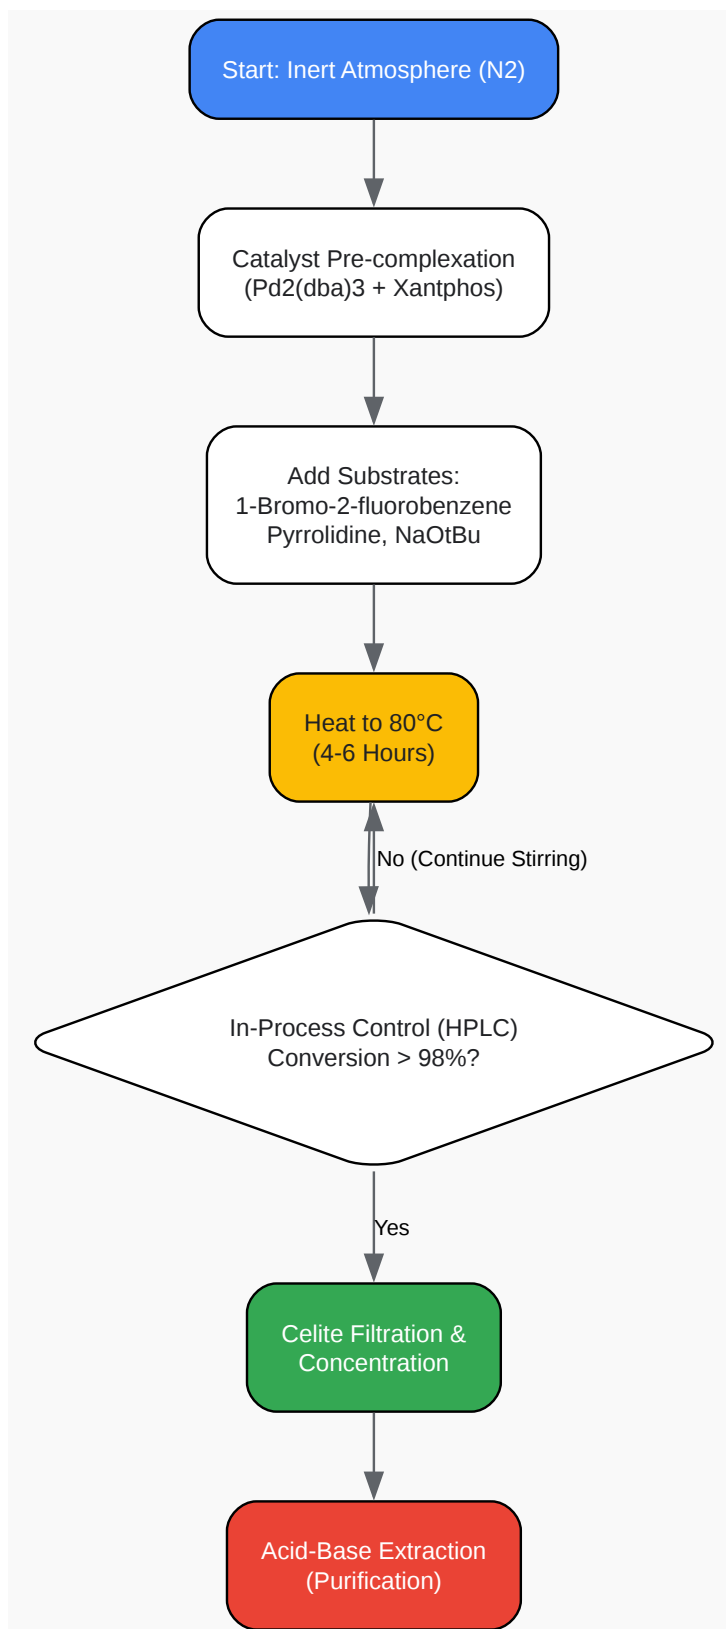 Start: Inert Atmosphere (N2)
Catalyst Pre-complexation
(Pd2(dba)3 + Xantphos)
Add Substrates:
1-Bromo-2-fluorobenzene
Pyrrolidine, NaOtBu
Heat to 80°C
(4-6 Hours)
No (Continue Stirring)
In-Process Control (HPLC)
Conversion > 98%?
Yes
Celite Filtration &
Concentration
Acid-Base Extraction
(Purification)